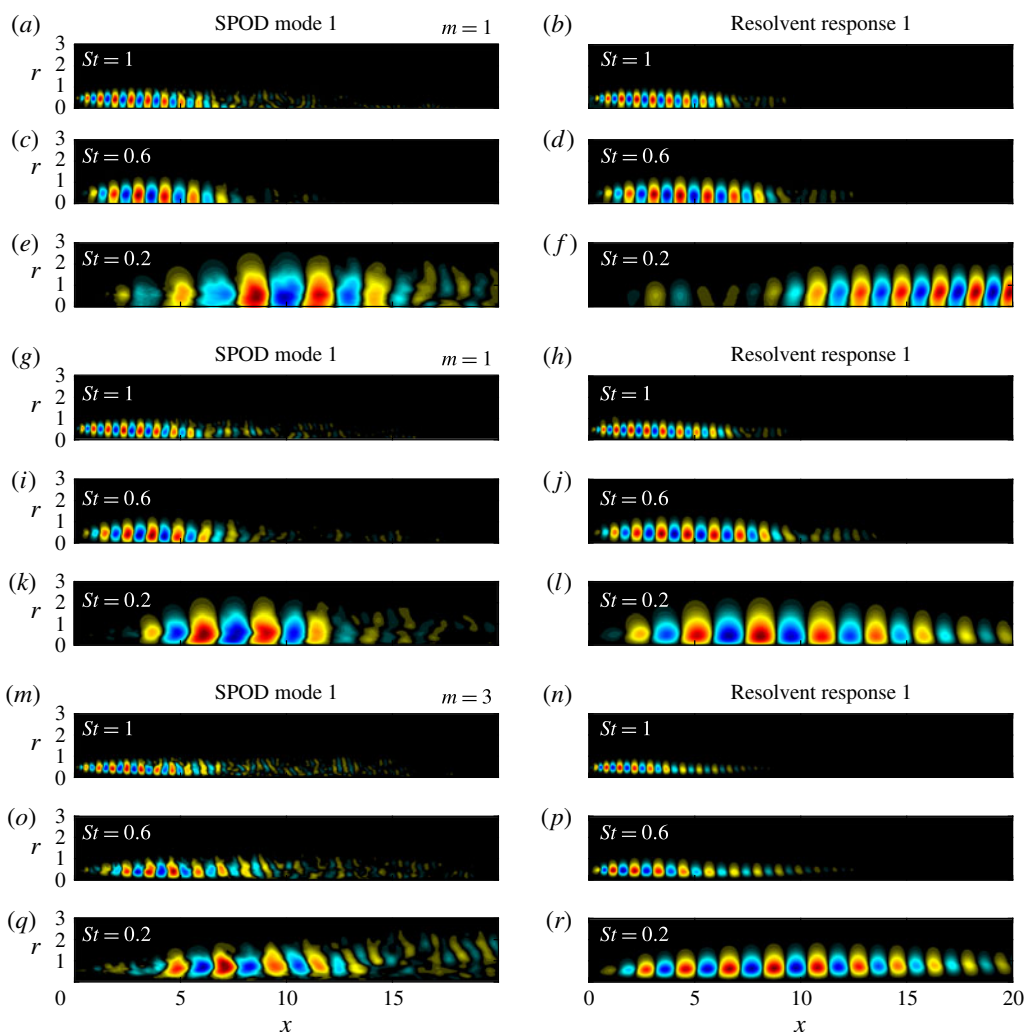 (a) SPOD mode 1 m = 1 (b) Resolvent response 1
3 St = 1 St = 1
r 2
1
0
(c) (d)
3 St = 0.6 St = 0.6
r 2
1
0
(e) (f)
3 St = 0.2 St = 0.2
r 2
1
0
(g) SPOD mode 1 m = 1 (h) Resolvent response 1
3 St = 1 St = 1
r 2
1
0
(i) (j)
3 St = 0.6 St = 0.6
r 2
1
0
(k) (l)
3 St = 0.2 St = 0.2
r 2
1
0
(m) SPOD mode 1 m = 3 (n) Resolvent response 1
3 St = 1 St = 1
r 2
1
0
(o) (p)
3 St = 0.6 St = 0.6
r 2
1
0
(q) (r)
3 St = 0.2 St = 0.2
r 2
1
0 5 10 15 0 5 10 15 20
x x